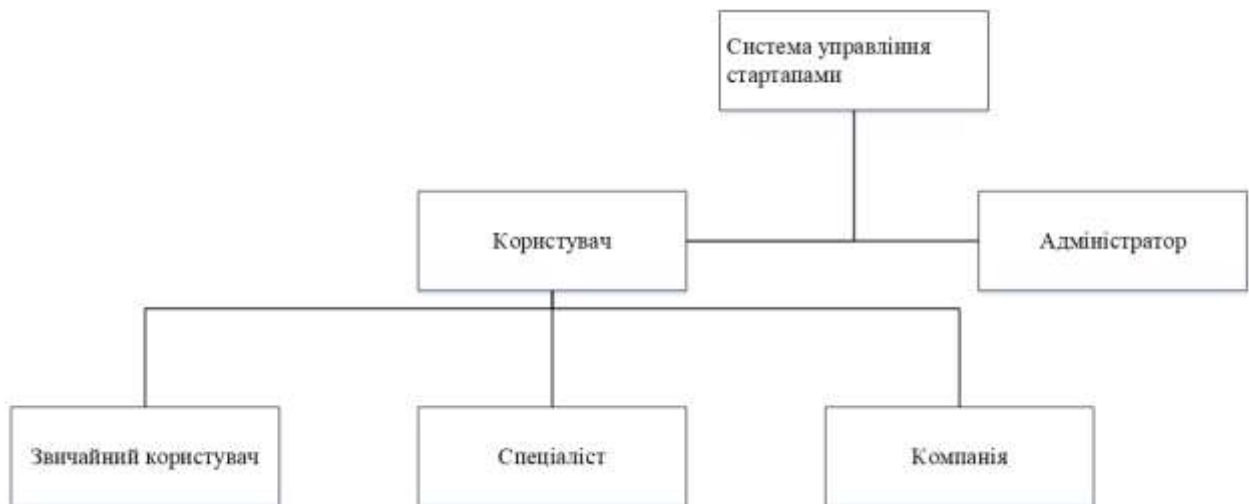 Система управління
стартапами
Користувач
Адміністратор
Звичайний користувач
Спеціаліст
Компанія